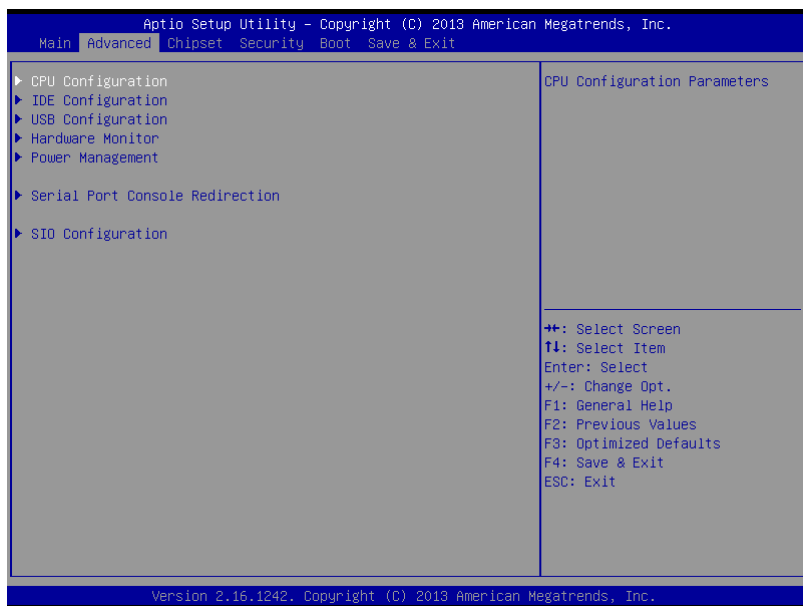 Aptio Setup Utility – Copyright (C) 2013 American Megatrends, Inc.
Main Advanced Chipset Security Boot Save & Exit
CPU Configuration
IDE Configuration
USB Configuration
Hardware Monitor
Power Management
Serial Port Console Redirection
SIO Configuration
CPU Configuration Parameters
→←: Select Screen
↑↓: Select Item
Enter: Select
+/-: Change Opt.
F1: General Help
F2: Previous Values
F3: Optimized Defaults
F4: Save & Exit
ESC: Exit
Version 2.16.1242. Copyright (C) 2013 American Megatrends, Inc.